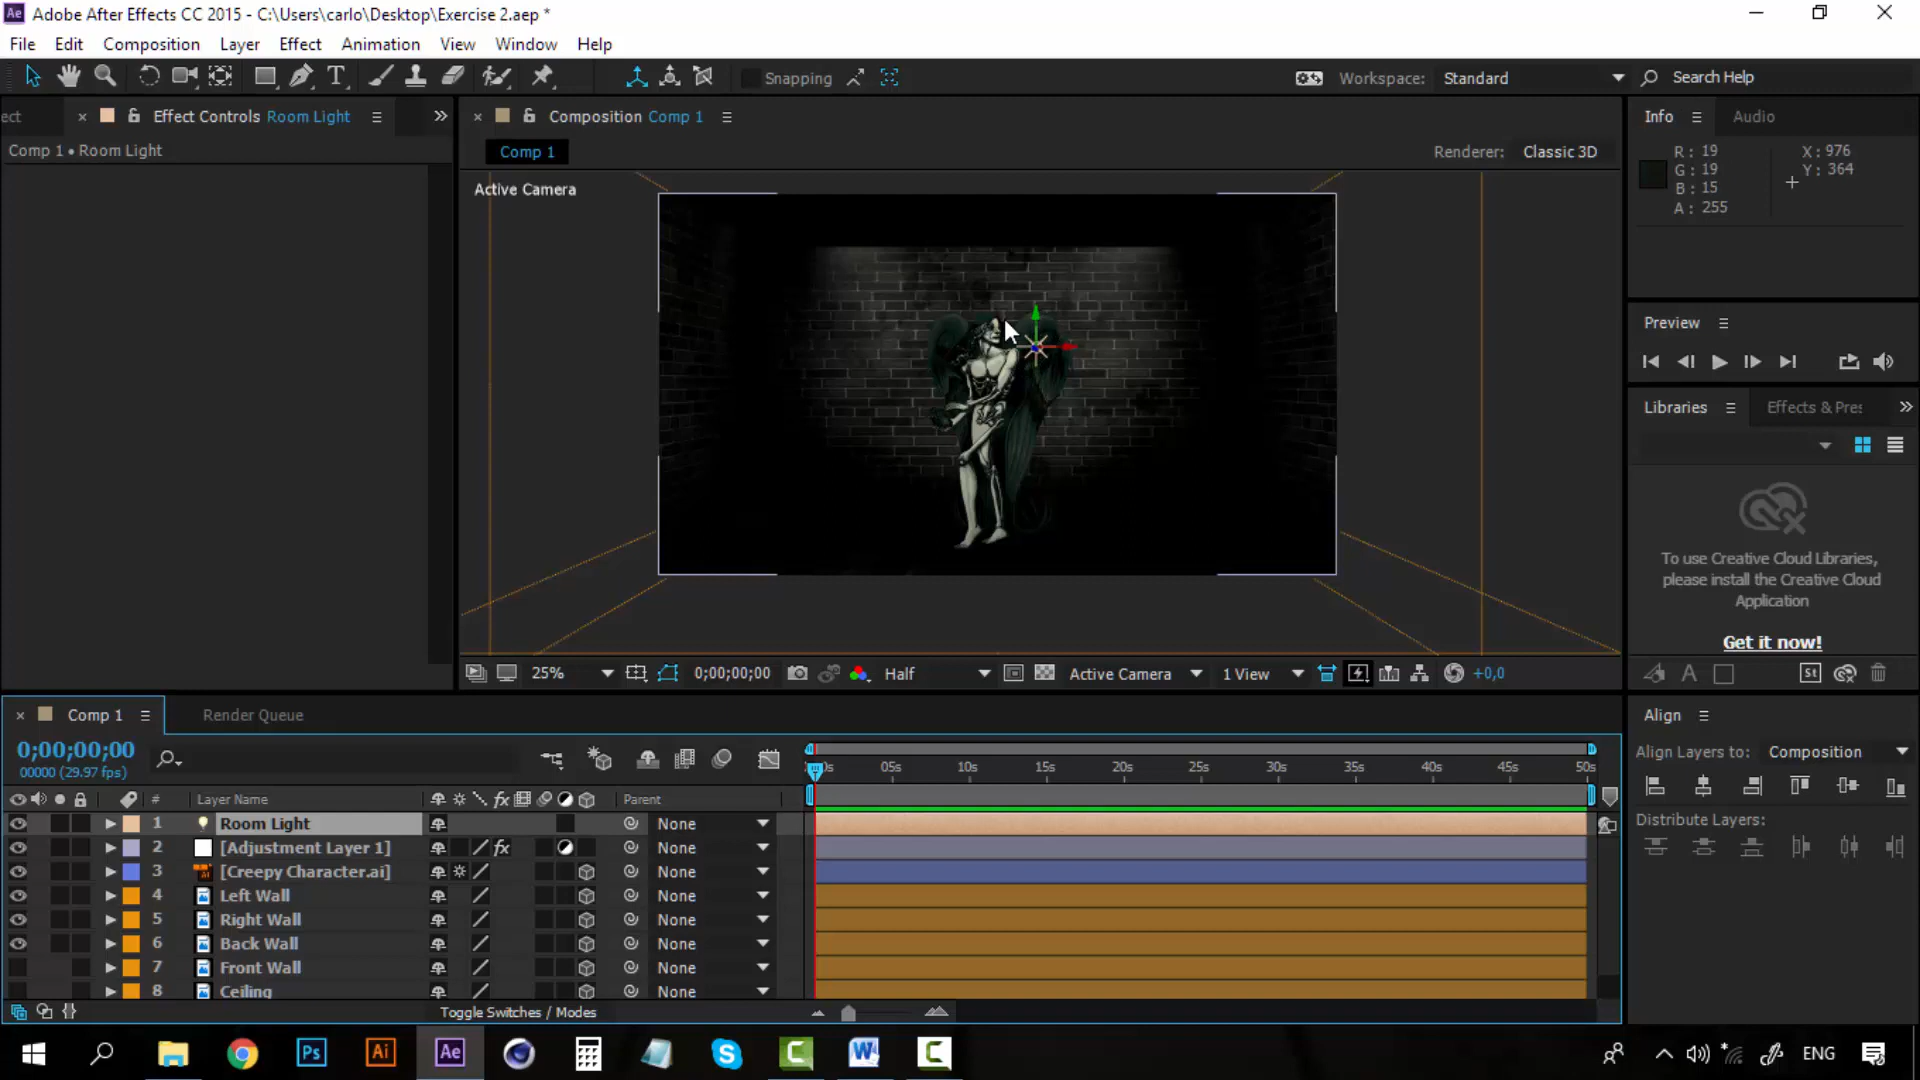 Adobe After Effects CC 2015 - C:\Users\carlo\Desktop\Exercise 2.aep *
File Edit Composition Layer Effect Animation View Window Help
Snapping
Workspace: Standard
Search Help
ect
Effect Controls Room Light
Composition Comp 1
Info
Audio
Comp 1 • Room Light
Comp 1
Renderer: Classic 3D
R: 19
G: 19
B: 15
A: 255
X: 976
Y: 364
Active Camera
Preview
Libraries
Effects & Pres
To use Creative Cloud Libraries,
please install the Creative Cloud
Application
Get it now!
25%
0;00;00;00
Half
Active Camera
1 View
+0,0
St
Comp 1
Render Queue
Align
0;00;00;00
00000 (29.97 fps)
Align Layers to: Composition
05s 10s 15s 20s 25s 30s 35s 40s 45s 50s
# Layer Name
fx
Parent
Distribute Layers:
1 Room Light None
2 [Adjustment Layer 1] fx None
3 [Creepy Character.ai] None
4 Left Wall None
5 Right Wall None
6 Back Wall None
7 Front Wall None
8 Ceiling None
Toggle Switches / Modes
Ps
Ai
Ae
ENG